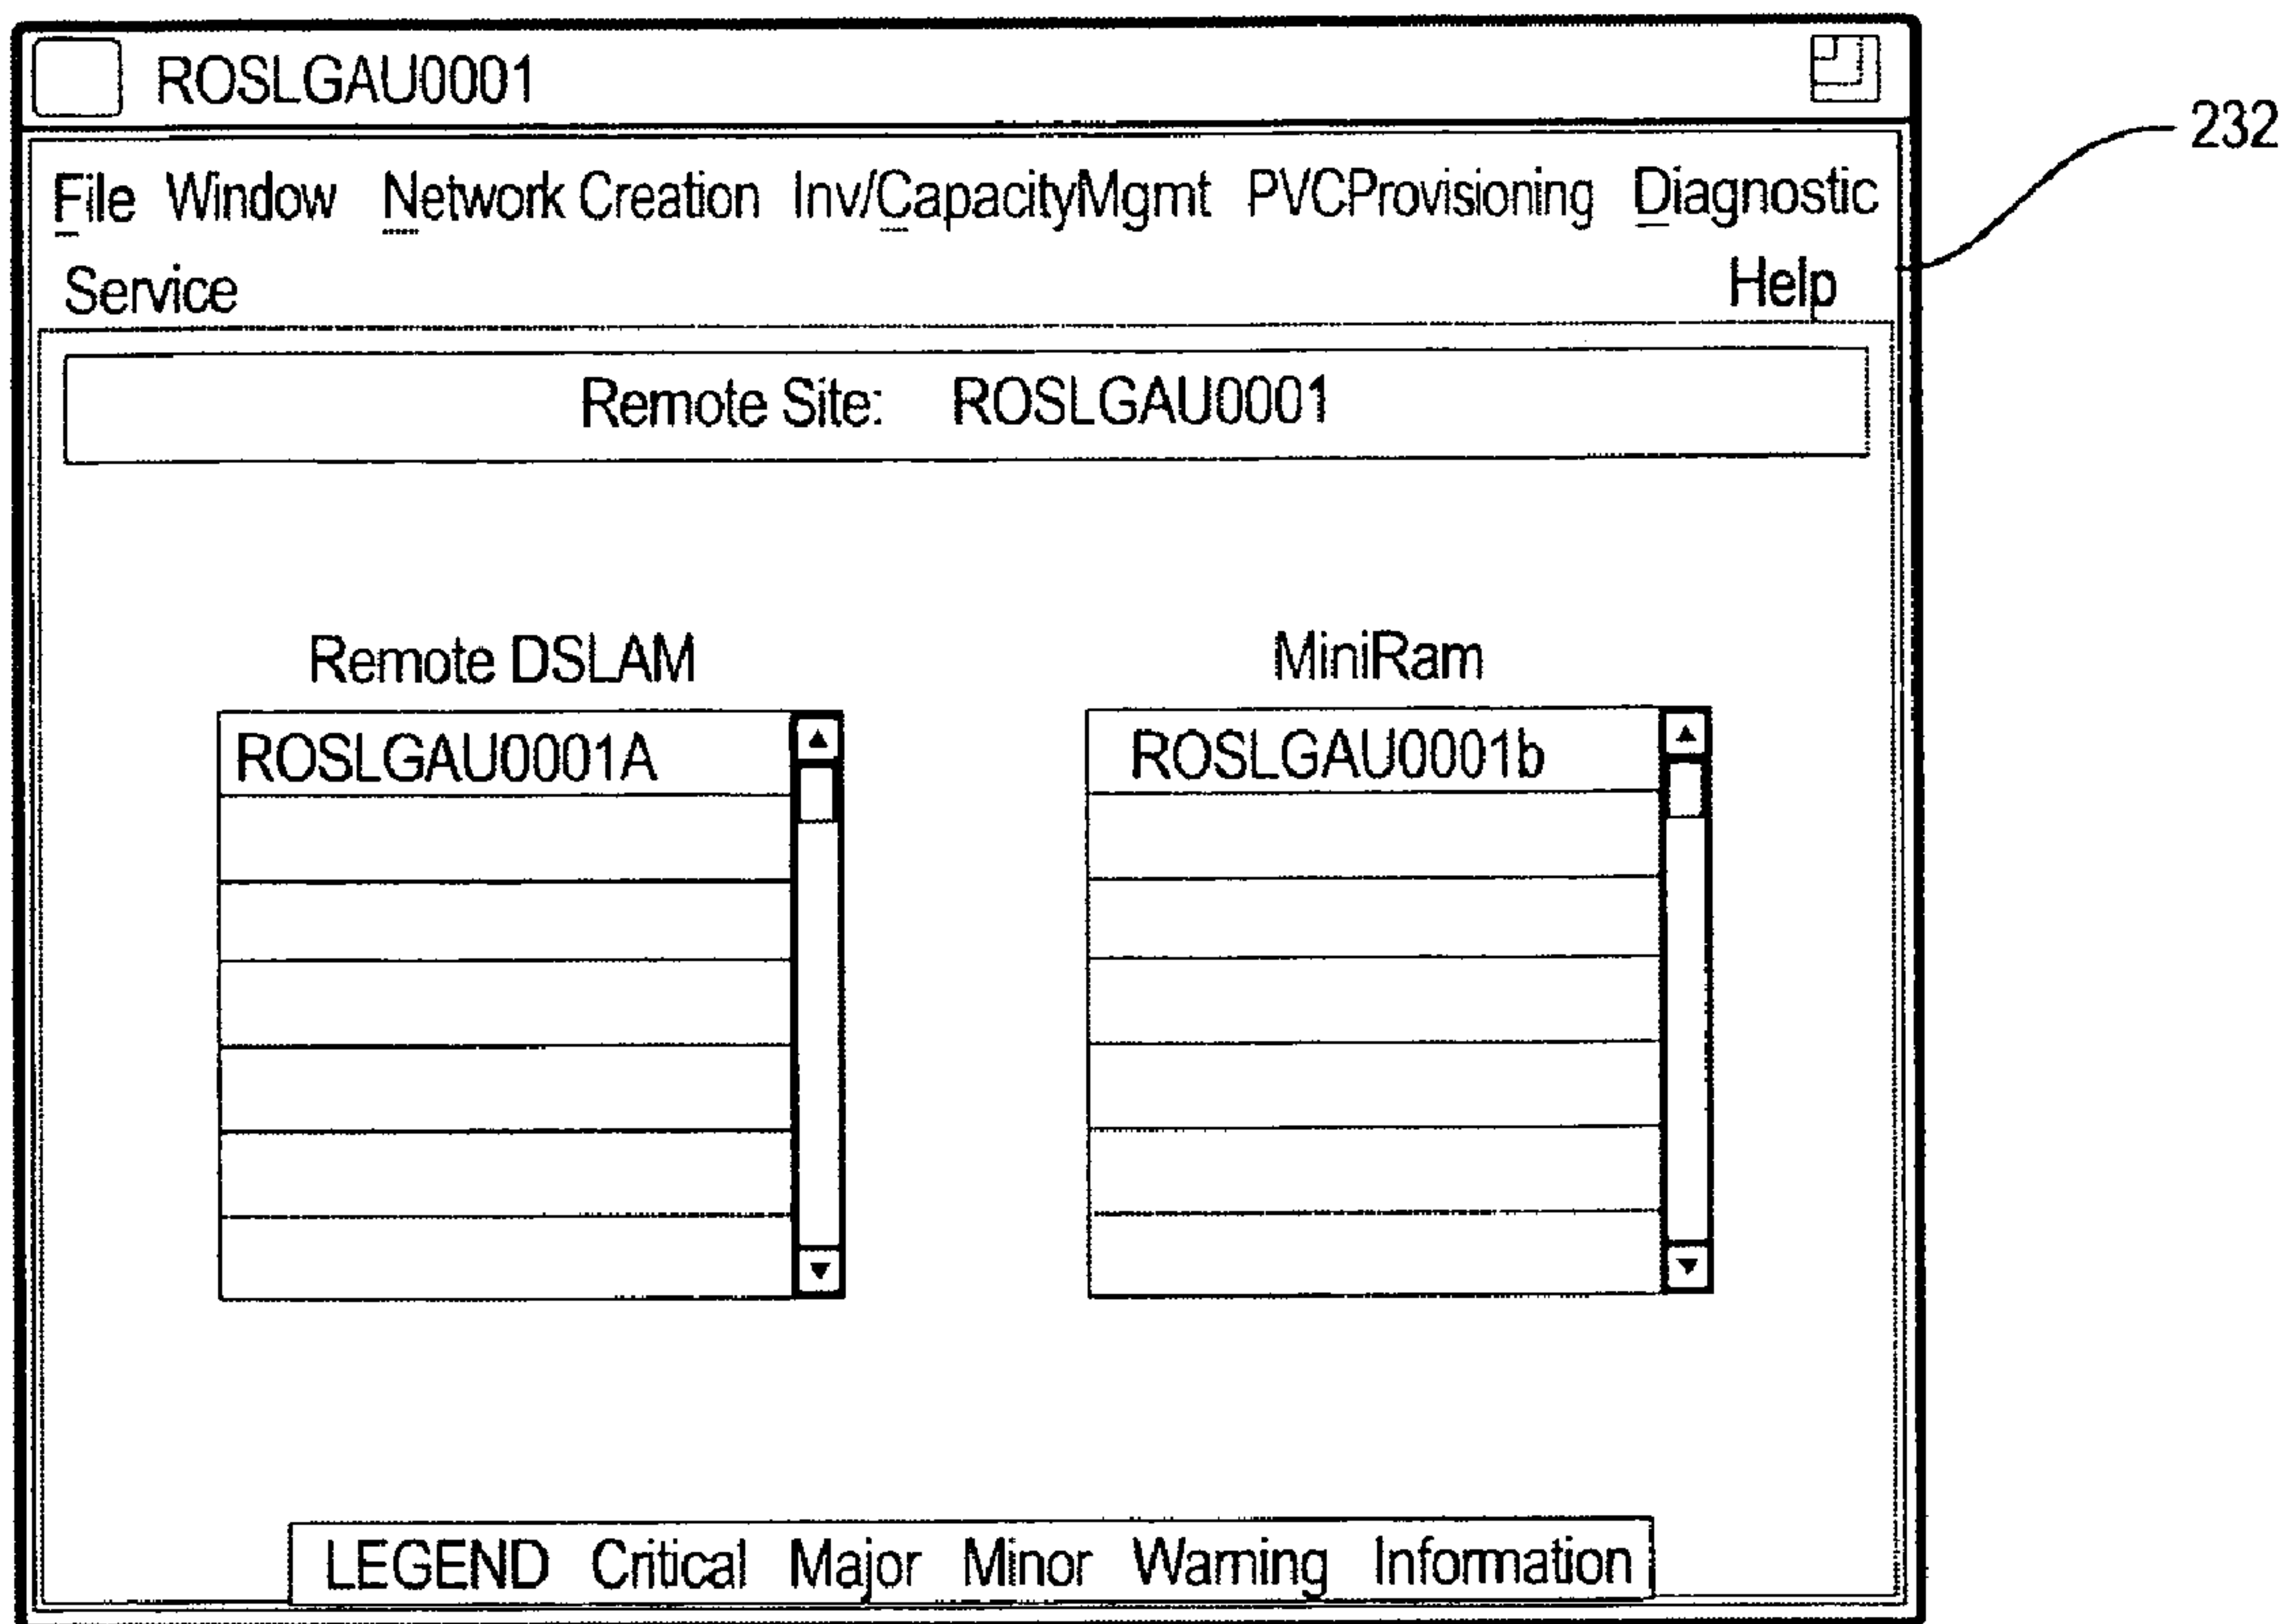 ROSLGAU0001
232
File Window Network Creation Inv/CapacityMgmt PVCProvisioning Diagnostic
Service Help
Remote Site: ROSLGAU0001
Remote DSLAM MiniRam
ROSLGAU0001A ROSLGAU0001b
LEGEND Critical Major Minor Warning Information